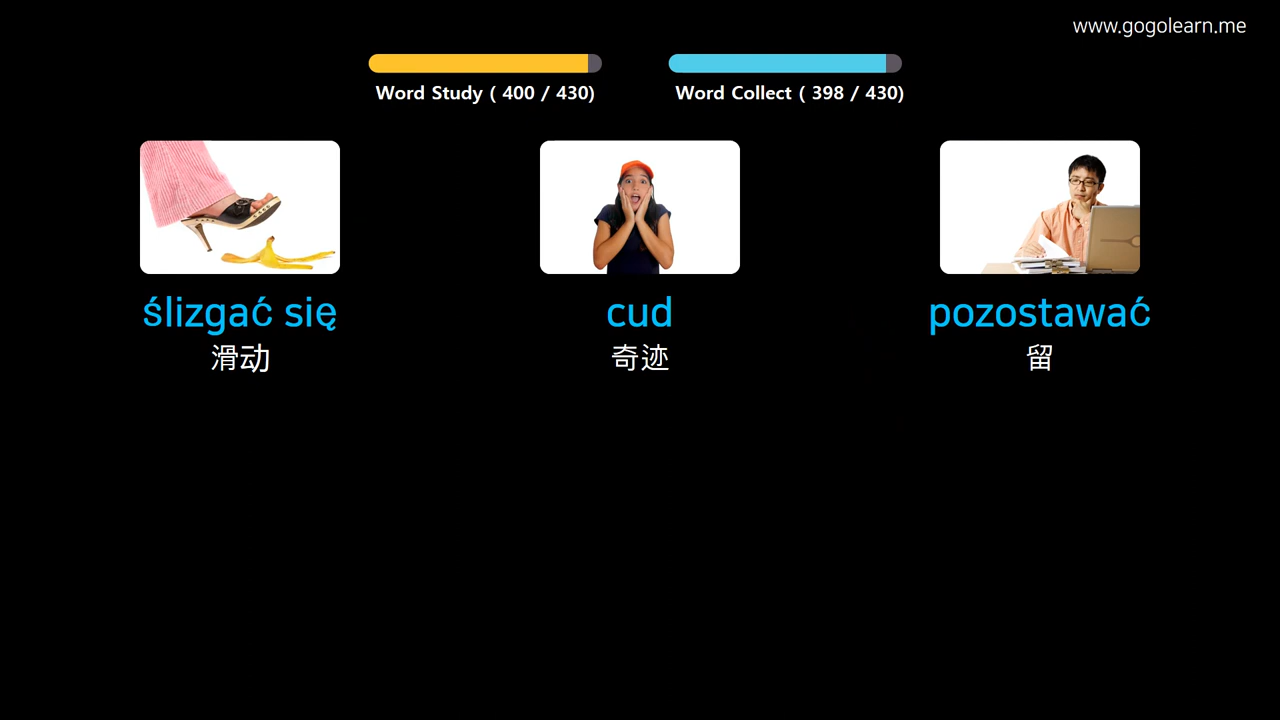 www.gogolearn.me
Word Study ( 400 / 430)
Word Collect ( 398 / 430)
ślizgać się
滑动
cud
奇迹
pozostawać
留